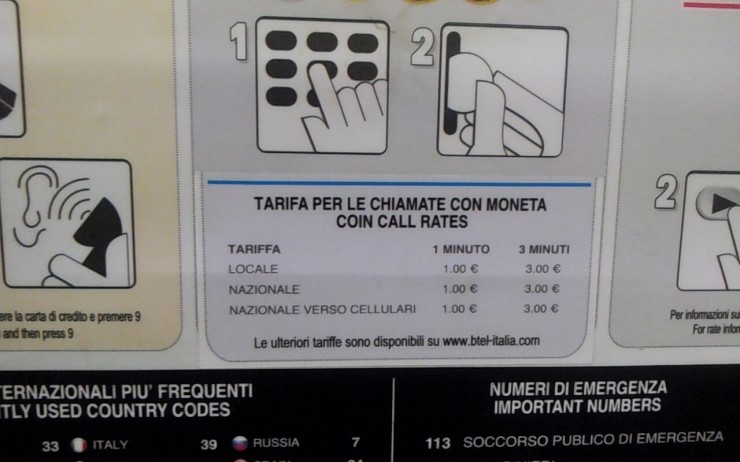 1
2
TARIFA PER LE CHIAMATE CON MONETA
COIN CALL RATES
TARIFFA 1 MINUTO 3 MINUTI
LOCALE 1.00 € 3.00 €
NAZIONALE 1.00 € 3.00 €
NAZIONALE VERSO CELLULARI 1.00 € 3.00 €
Le ulteriori tariffe sono disponibili su www.btel-italia.com
ere la carta di credito e premere 9
and then press 9
2
Per informazioni su
For rate infor
TERNAZIONALI PIU' FREQUENTI
TLY USED COUNTRY CODES
33 ITALY 39 RUSSIA 7
NUMERI DI EMERGENZA
IMPORTANT NUMBERS
113 SOCCORSO PUBLICO DI EMERGENZA